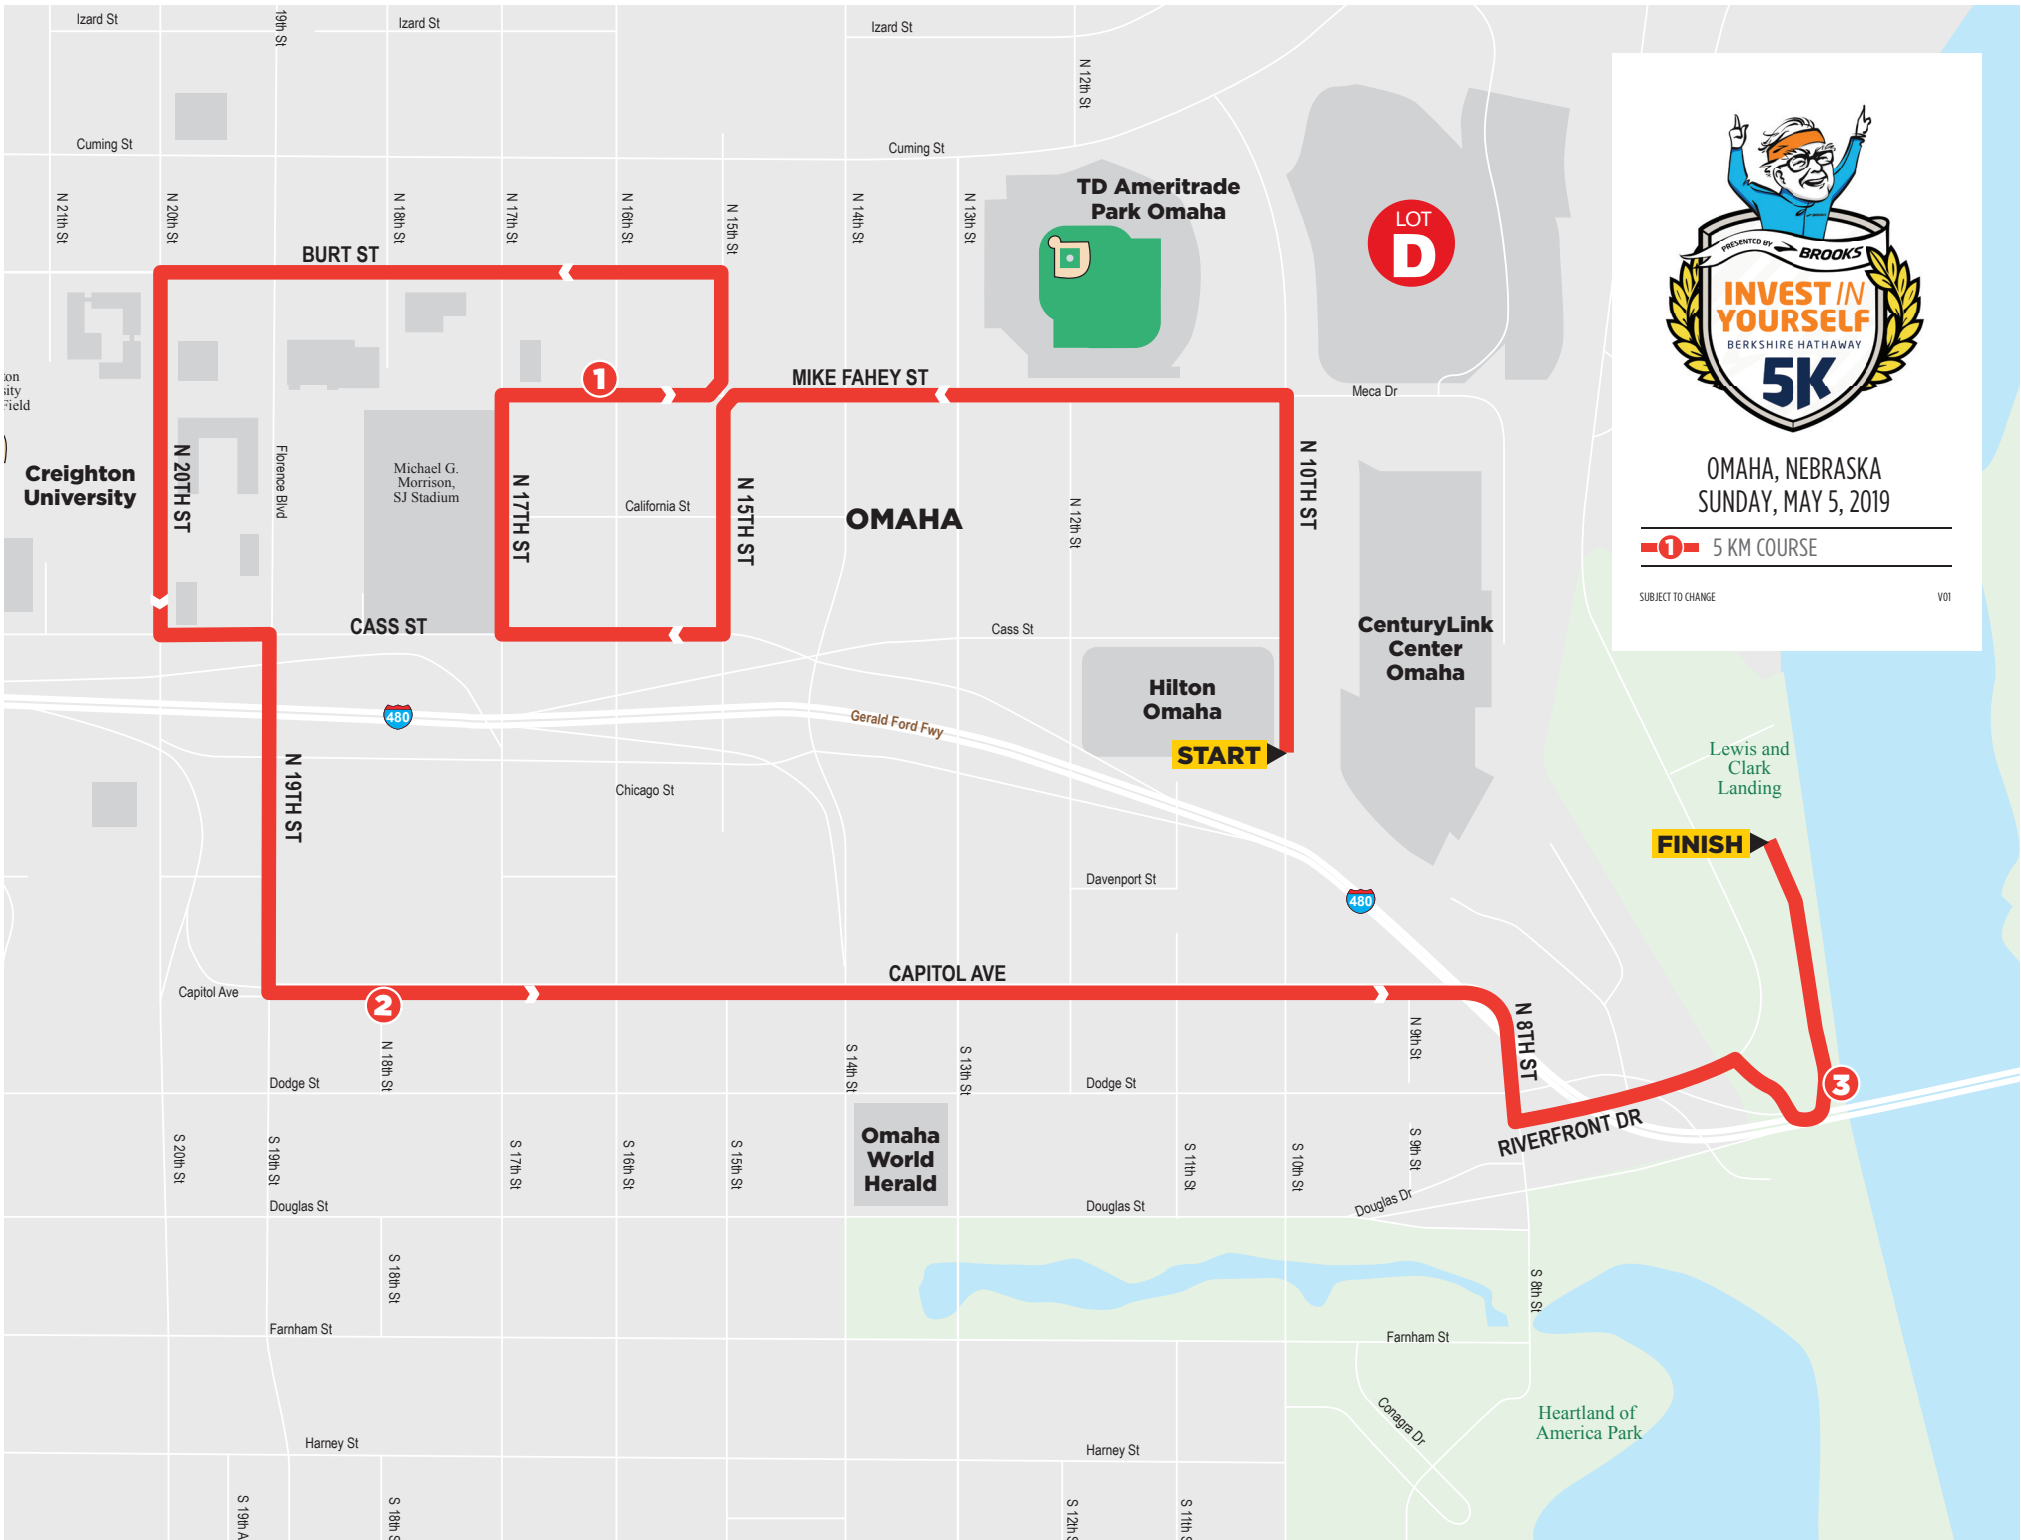 Izard St
19th St
Izard St
Izard St
N 12th St
Cuming St
Cuming St
N 21th St
N 20th St
N 18th St
N 17th St
N 16th St
N 15th St
N 14th St
N 13th St
TD Ameritrade
Park Omaha
LOT
D
PRESENTED BY BROOKS
INVEST IN
YOURSELF
BERKSHIRE HATHAWAY
5K
OMAHA, NEBRASKA
SUNDAY, MAY 5, 2019
1 5 KM COURSE
SUBJECT TO CHANGE V01
BURT ST
1
MIKE FAHEY ST
Meca Dr
Field
Creighton
University
N 20TH ST
Florence Blvd
Michael G.
Morrison,
SJ Stadium
N 17TH ST
California St
N 15TH ST
OMAHA
N 12th St
N 10TH ST
CASS ST
Cass St
CenturyLink
Center
Omaha
Hilton
Omaha
START
480
Gerald Ford Fwy
Lewis and
Clark
Landing
N 19TH ST
Chicago St
FINISH
Davenport St
480
CAPITOL AVE
Capitol Ave
2
N 8TH ST
N 9th St
N 18th St
S 14th St
S 13th St
Dodge St
Dodge St
3
RIVERFRONT DR
Omaha
World
Herald
S 20th St
S 19th St
S 17th St
S 16th St
S 15th St
S 11th St
S 10th St
S 9th St
Douglas St
Douglas St
Douglas Dr
S 18th St
S 8th St
Farnham St
Farnham St
Conagra Dr
Heartland of
America Park
Harney St
Harney St
S 19th A
S 18th S
S 12th S
S 11th S